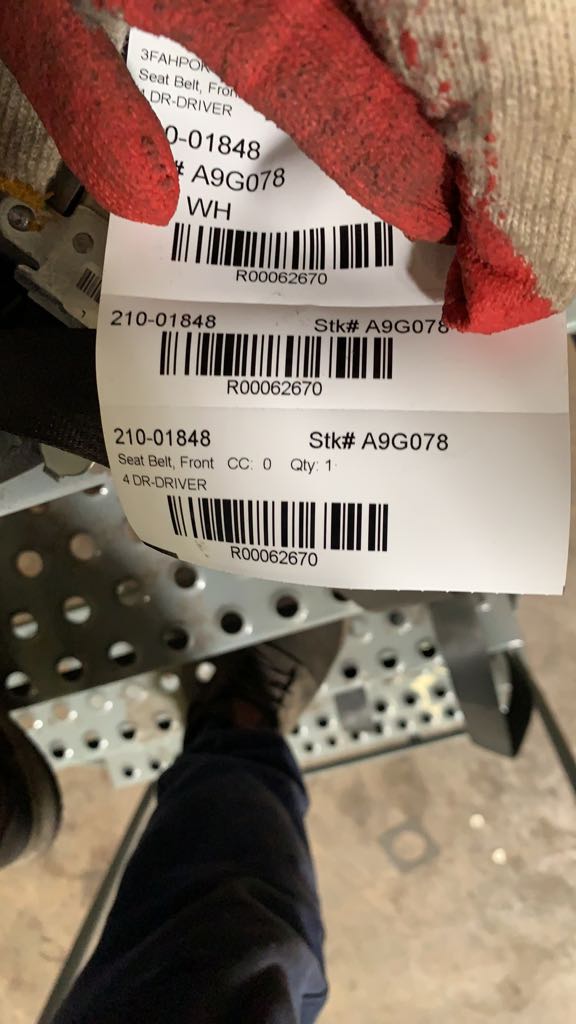 3FAHPOK
Seat Belt, Fron
4 DR-DRIVER
0-01848
# A9G078
WH
R00062670
210-01848 Stk# A9G078
R00062670
210-01848 Stk# A9G078
Seat Belt, Front CC: 0 Qty: 1
4 DR-DRIVER
R00062670